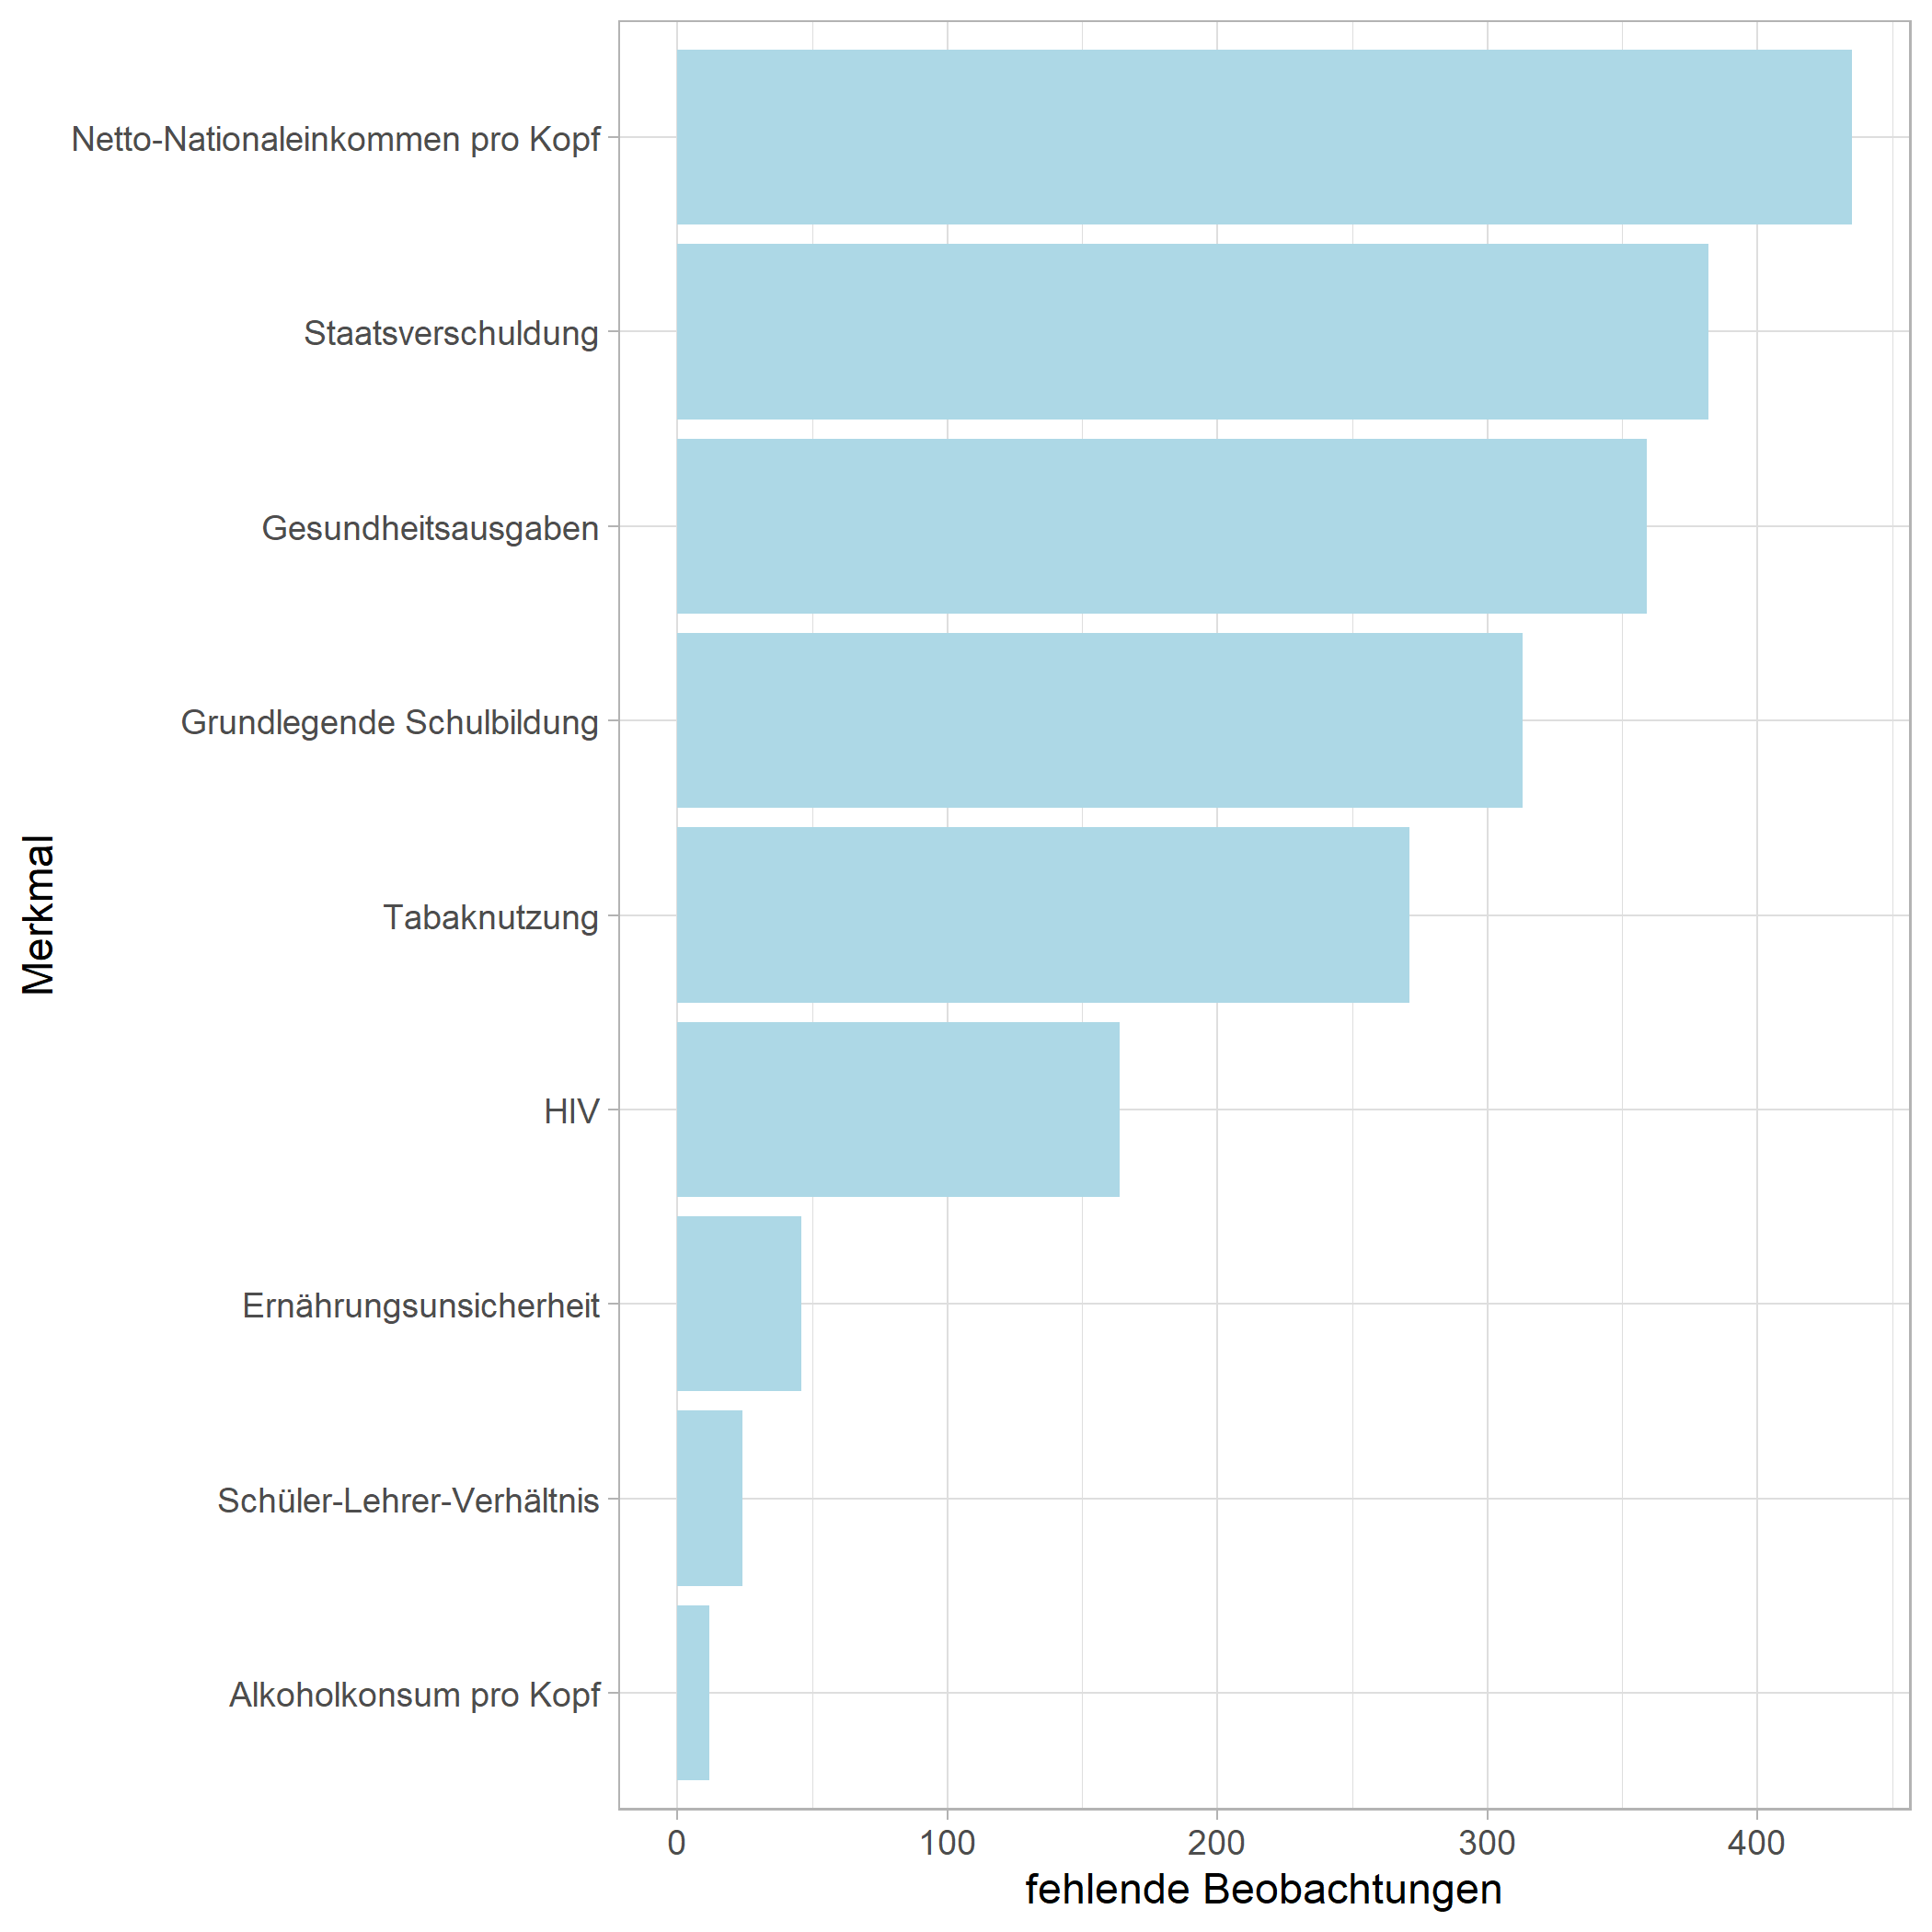 Netto-Nationaleinkommen pro Kopf
Staatsverschuldung
Gesundheitsausgaben
Grundlegende Schulbildung
Tabaknutzung
HIV
Ernährungsunsicherheit
Schüler-Lehrer-Verhältnis
Alkoholkonsum pro Kopf
Merkmal
0 100 200 300 400
fehlende Beobachtungen